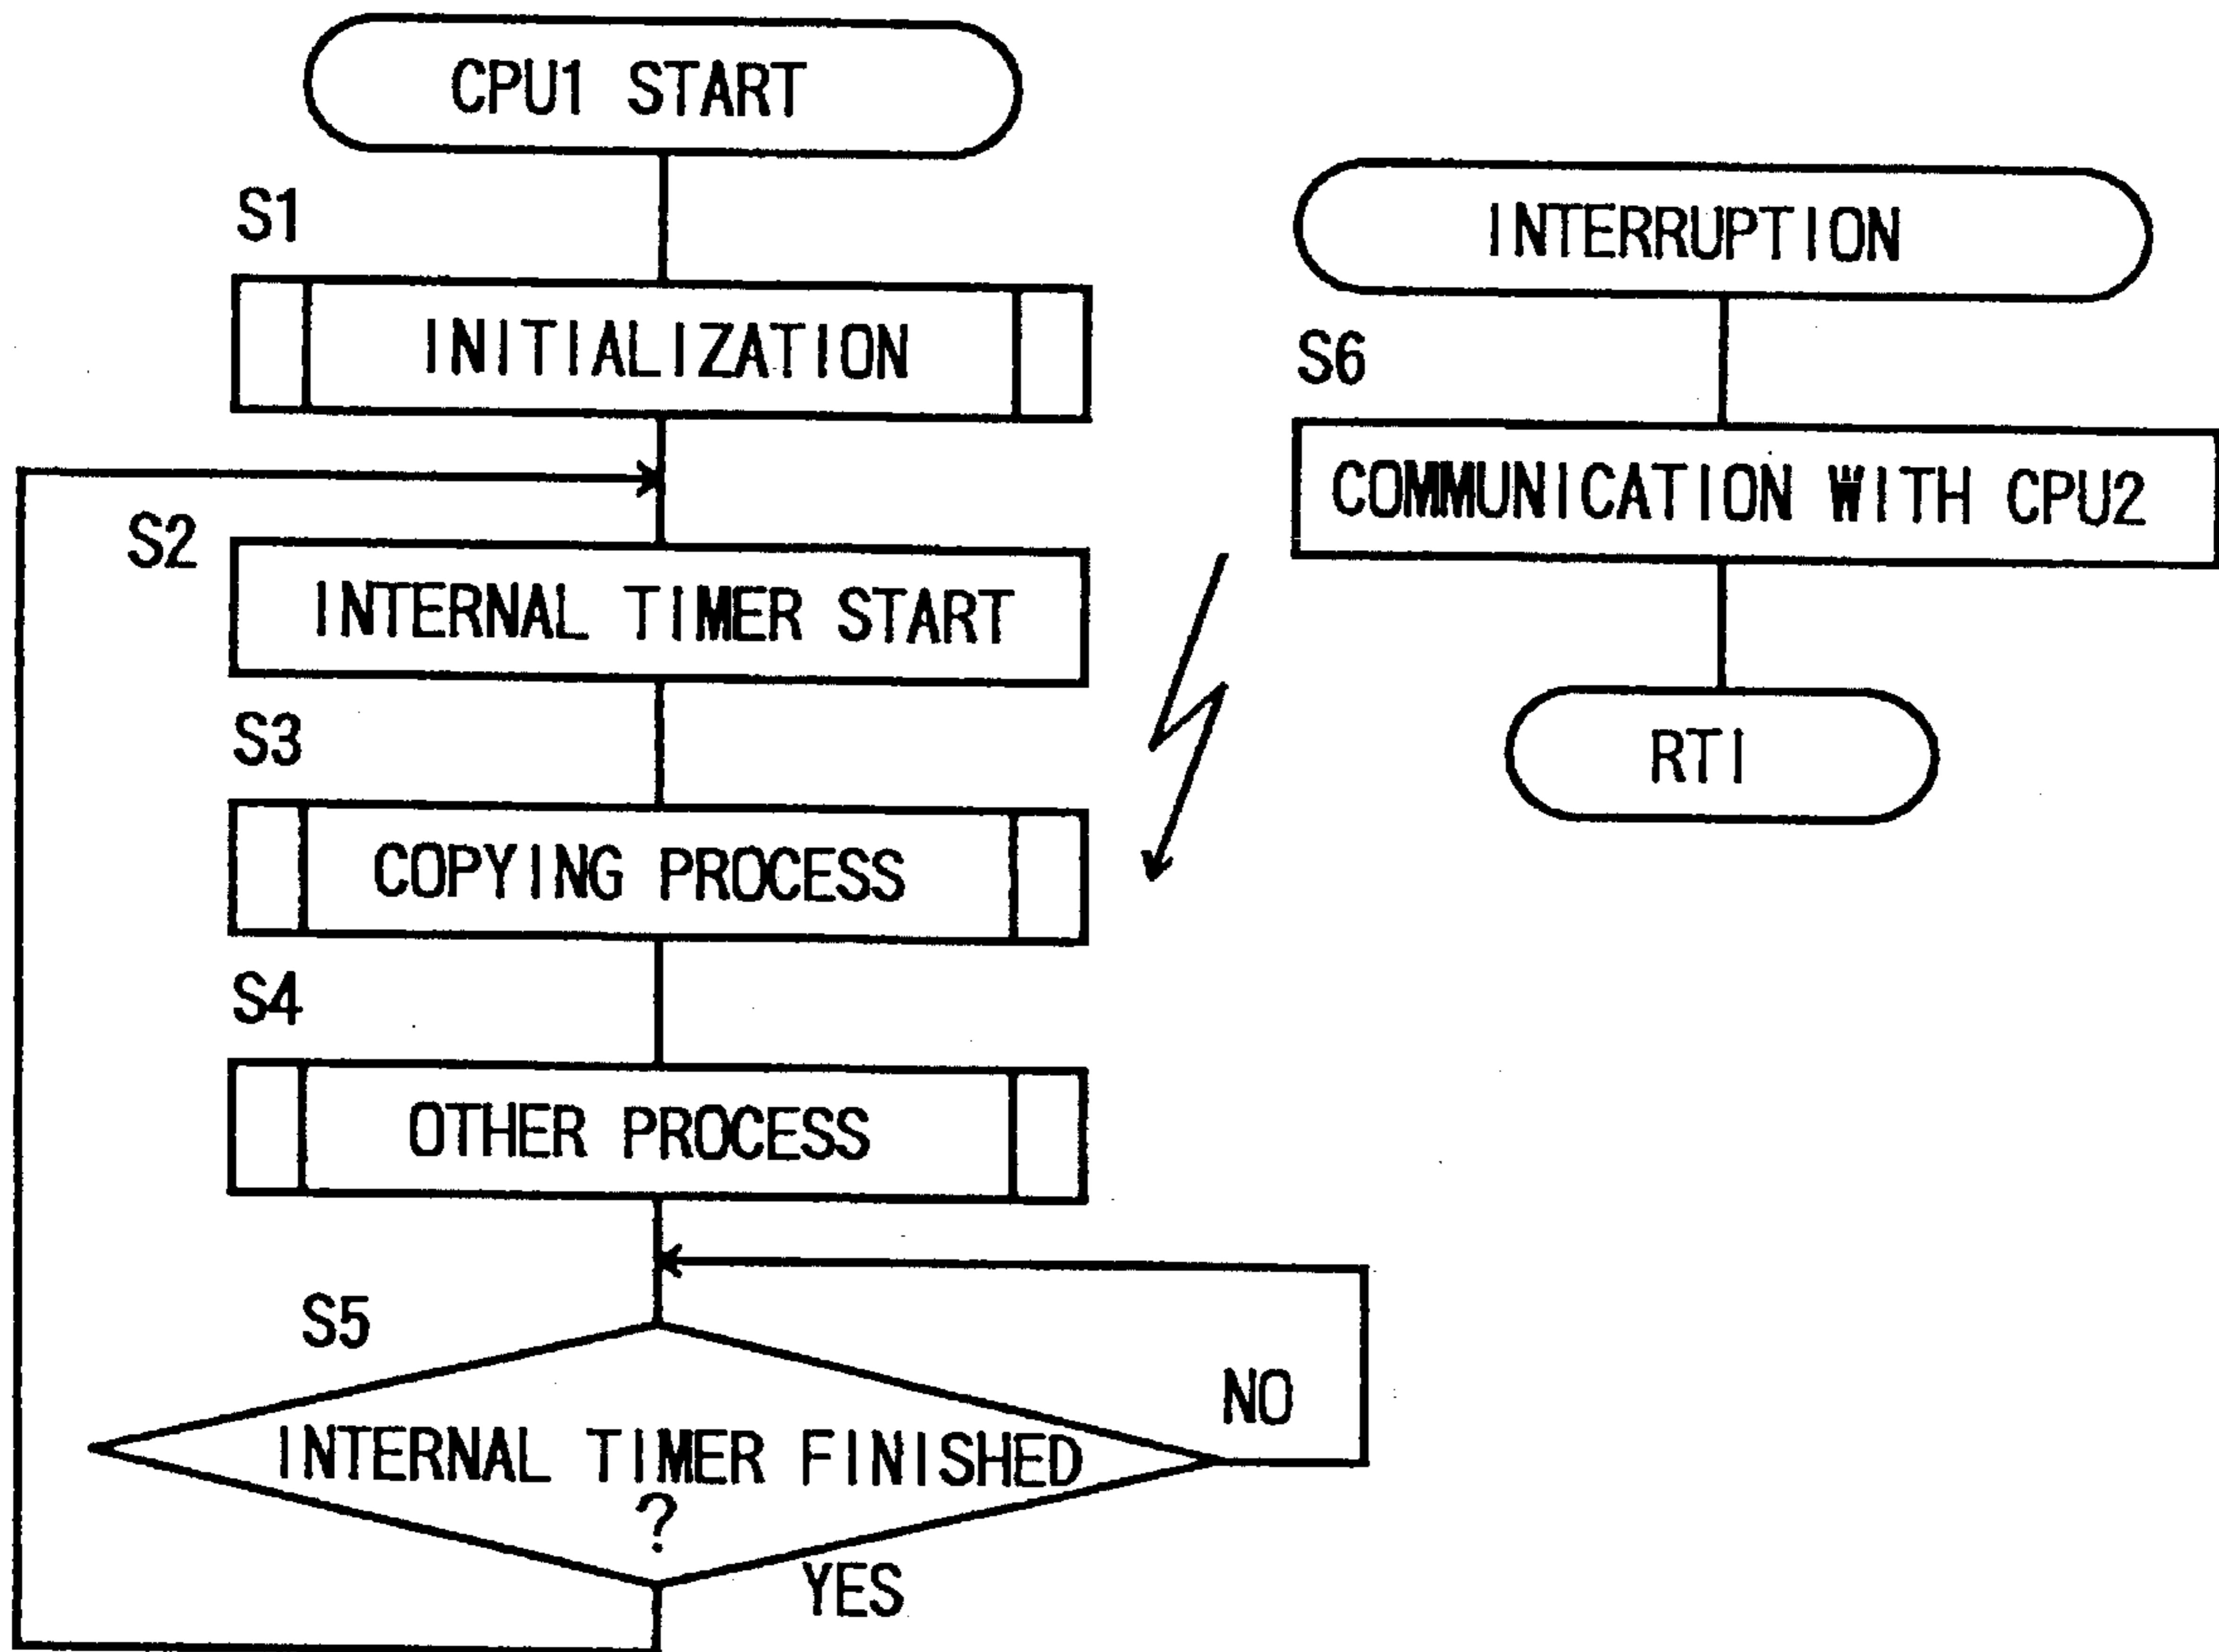 CPU1 START
S1
INITIALIZATION
S2
INTERNAL TIMER START
S3
COPYING PROCESS
S4
OTHER PROCESS
S5
INTERNAL TIMER FINISHED
?
NO
YES
INTERRUPTION
S6
COMMUNICATION WITH CPU2
RTI